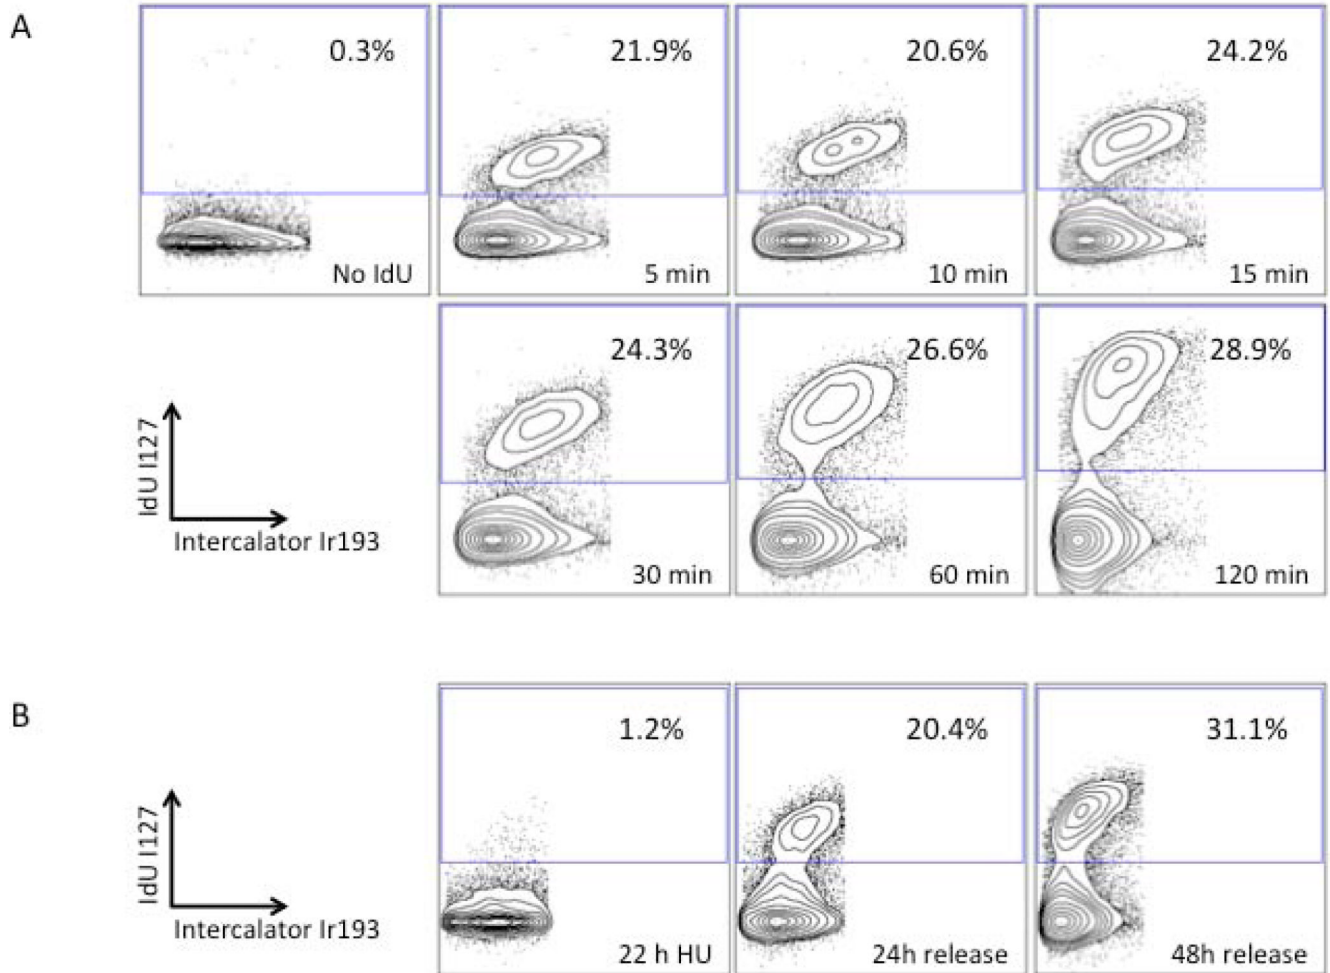 A
0.3%
21.9%
20.6%
24.2%
No IdU
5 min
10 min
15 min
24.3%
26.6%
28.9%
IdU I127
Intercalator Ir193
30 min
60 min
120 min
B
1.2%
20.4%
31.1%
IdU I127
Intercalator Ir193
22 h HU
24h release
48h release